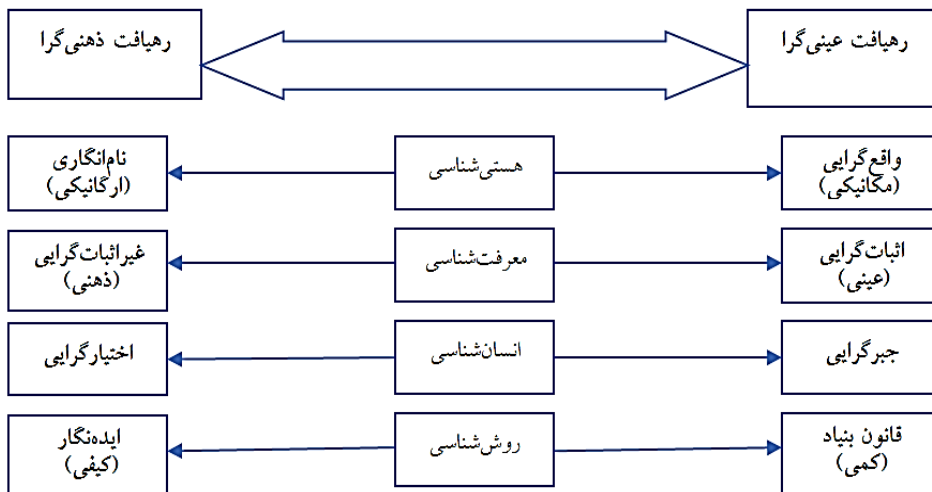 رهیافت عینی‌گرا
رهیافت ذهنی‌گرا
واقع‌گرایی
(مکانیکی)
هستی‌شناسی
نام‌انگاری
(ارگانیکی)
اثبات‌گرایی
(عینی)
معرفت‌شناسی
غیراثبات‌گرایی
(ذهنی)
جبرگرایی
انسان‌شناسی
اختیارگرایی
قانون بنیاد
(کمی)
روش‌شناسی
ایده‌نگار
(کیفی)